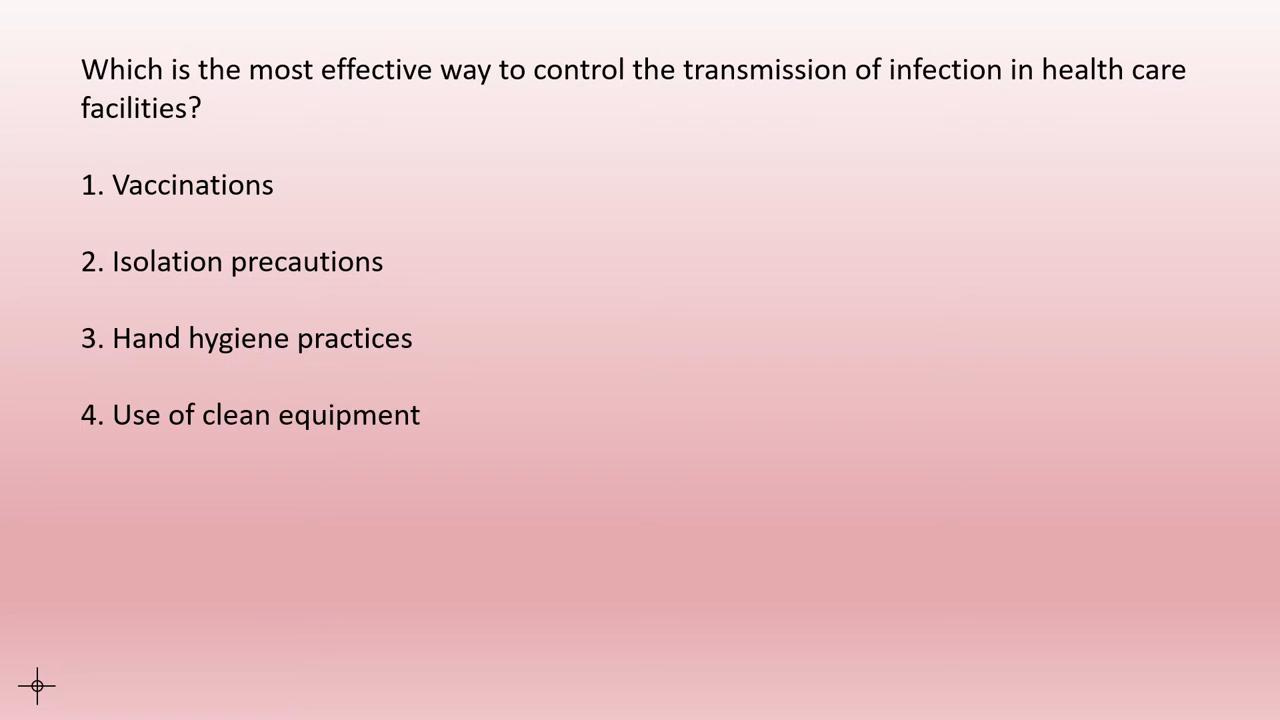 Which is the most effective way to control the transmission of infection in health care
facilities?
1. Vaccinations
2. Isolation precautions
3. Hand hygiene practices
4. Use of clean equipment